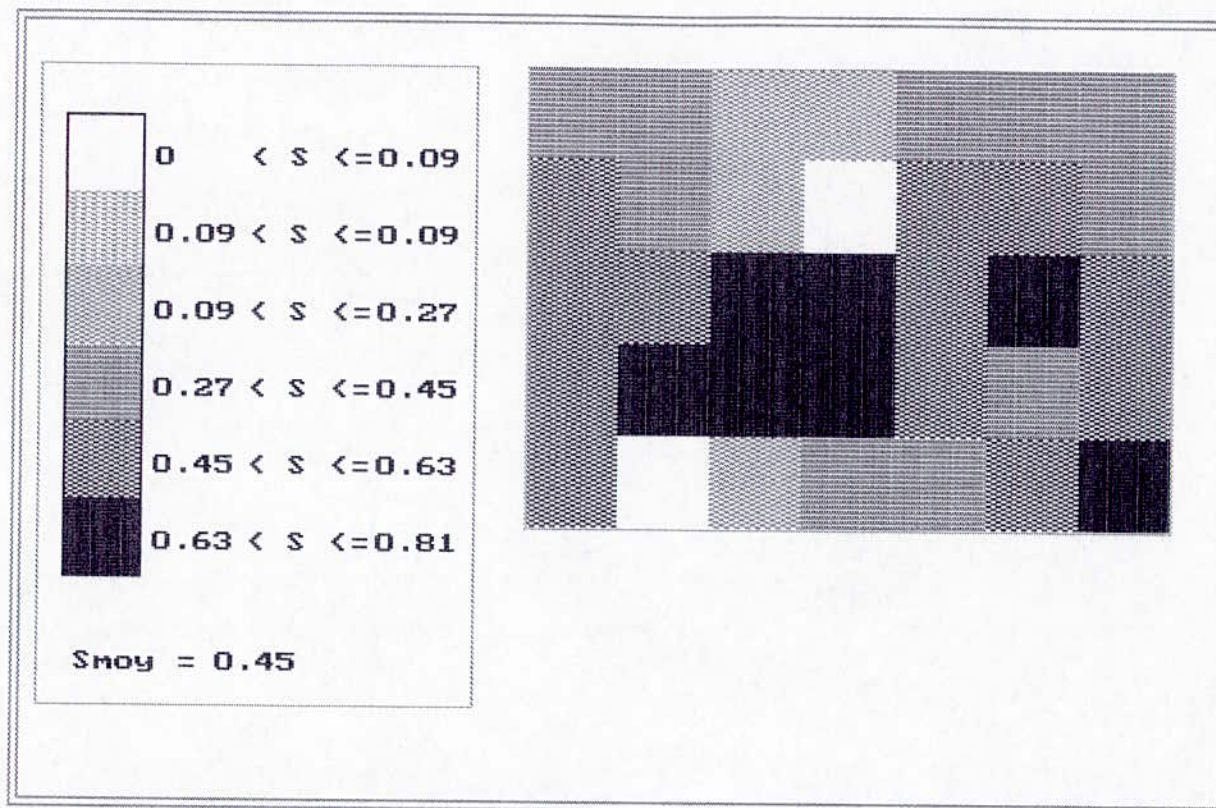 0 < S <=0.09
0.09 < S <=0.09
0.09 < S <=0.27
0.27 < S <=0.45
0.45 < S <=0.63
0.63 < S <=0.81
Smoy = 0.45